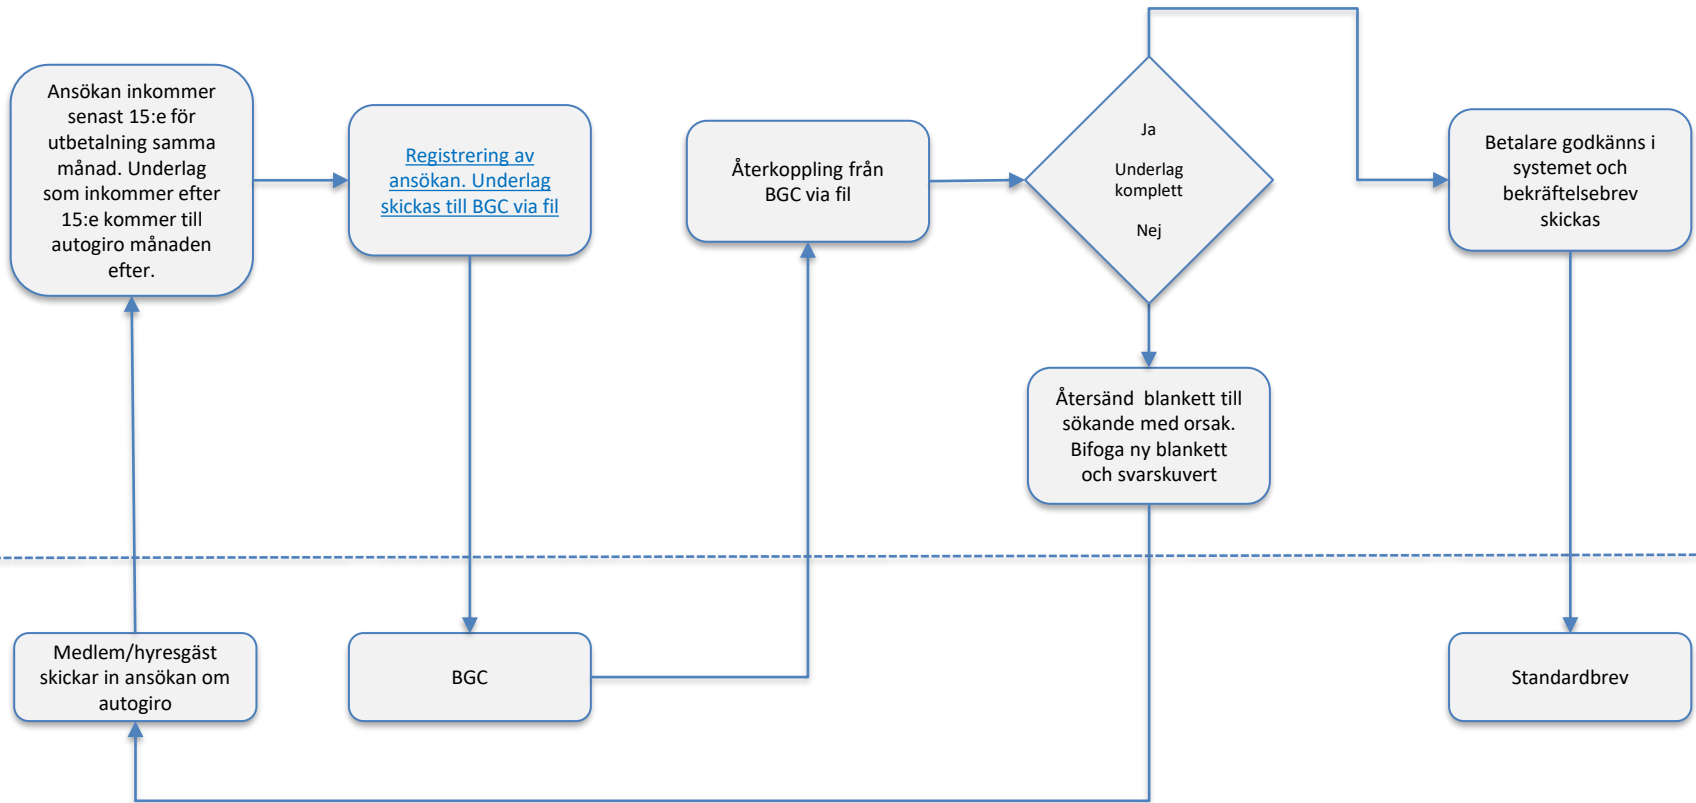 Ansökan inkommer
senast 15:e för
utbetalning samma
månad. Underlag
som inkommer efter
15:e kommer till
autogiro månaden
efter.
Registrering av
ansökan. Underlag
skickas till BGC via fil
Återkoppling från
BGC via fil
Ja
Underlag
komplett
Nej
Betalare godkänns i
systemet och
bekräftelsebrev
skickas
Återsänd  blankett till
sökande med orsak.
Bifoga ny blankett
och svarskuvert
Medlem/hyresgäst
skickar in ansökan om
autogiro
BGC
Standardbrev